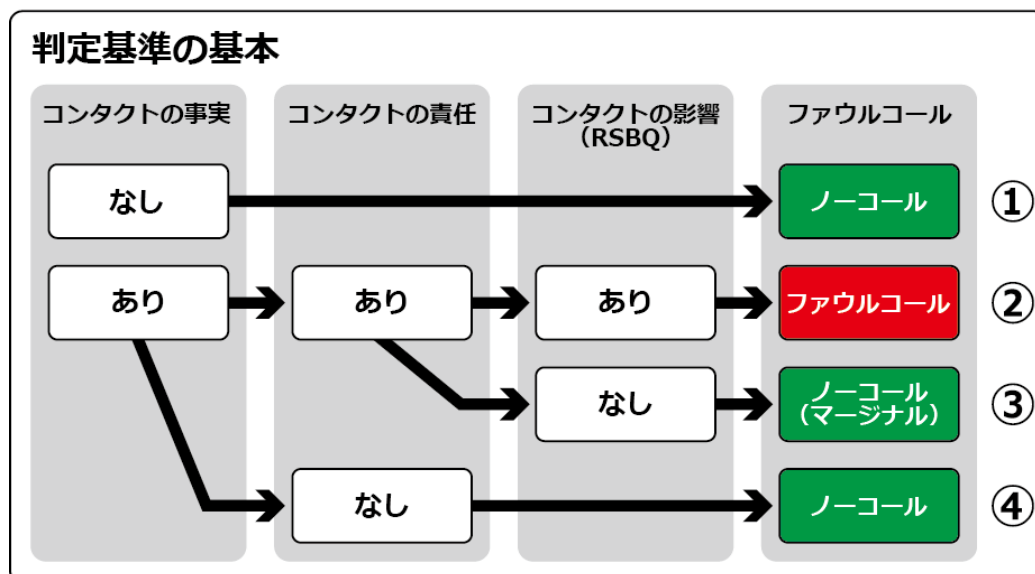 判定基準の基本
コンタクトの事実
コンタクトの責任
コンタクトの影響
（RSBQ）
ファウルコール
なし
ノーコール
①
あり
あり
あり
ファウルコール
②
なし
ノーコール
（マージナル）
③
なし
ノーコール
④